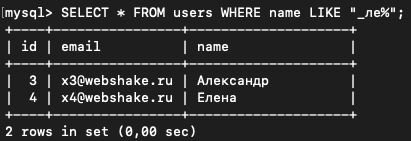 mysql> SELECT * FROM users WHERE name LIKE "_ле%";
+----+-----------------+--------------------+
| id | email           | name               |
+----+-----------------+--------------------+
|  3 | x3@webshake.ru | Александр          |
|  4 | x4@webshake.ru | Елена              |
+----+-----------------+--------------------+
2 rows in set (0,00 sec)